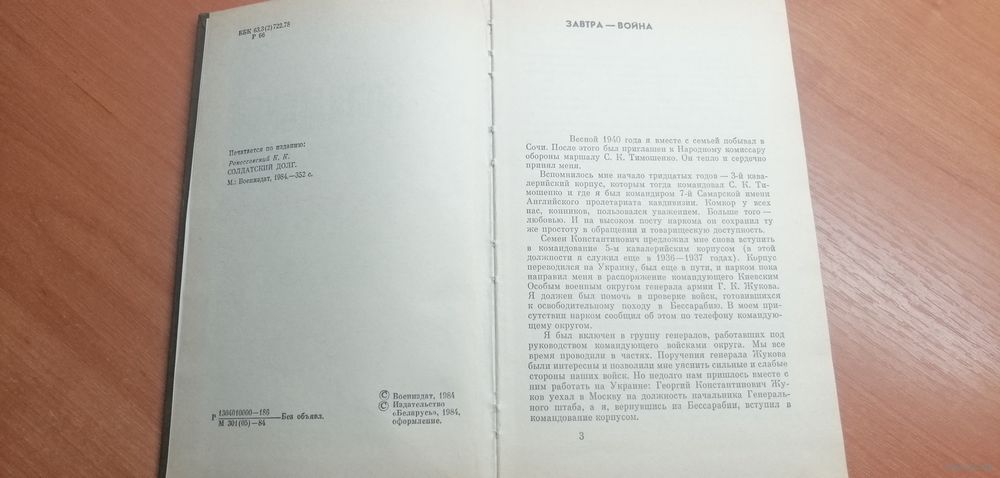 ББК 63.3(2)722.78
Р 66
Печатается по изданию:
Рокоссовский К. К.
СОЛДАТСКИЙ ДОЛГ.
М.: Воениздат, 1984.—352 с.
Р 1304010000—186
М 301(05)—84
Без объявл.
© Воениздат, 1984
© Издательство
«Беларусь», 1984,
оформление.
ЗАВТРА — ВОЙНА
Весной 1940 года я вместе с семьей побывал в
Сочи. После этого был приглашен к Народному комиссару
обороны маршалу С. К. Тимошенко. Он тепло и сердечно
принял меня.
Вспомнилось мне начало тридцатых годов — 3-й кава-
лерийский корпус, которым тогда командовал С. К. Ти-
мошенко и где я был командиром 7-й Самарской имени
Английского пролетариата кавдивизии. Комкор у всех
нас, конников, пользовался уважением. Больше того —
любовью. И на высоком посту наркома он сохранил ту
же простоту в обращении и товарищескую доступность.
Семен Константинович предложил мне снова вступить
в командование 5-м кавалерийским корпусом (в этой
должности я служил еще в 1936—1937 годах). Корпус
переводился на Украину, был еще в пути, и нарком пока
направил меня в распоряжение командующего Киевским
Особым военным округом генерала армии Г. К. Жукова.
Я должен был помочь в проверке войск, готовившихся
к освободительному походу в Бессарабию. В моем при-
сутствии нарком сообщил об этом по телефону командую-
щему округом.
Я был включен в группу генералов, работавших под
руководством командующего войсками округа. Мы все
время проводили в частях. Поручения генерала Жукова
были интересны и позволили мне уяснить сильные и слабые
стороны наших войск. Но недолго нам пришлось вместе с
ним работать на Украине: Георгий Константинович Жу-
ков уехал в Москву на должность начальника Генераль-
ного штаба, а я, вернувшись из Бессарабии, вступил в
командование корпусом.
3